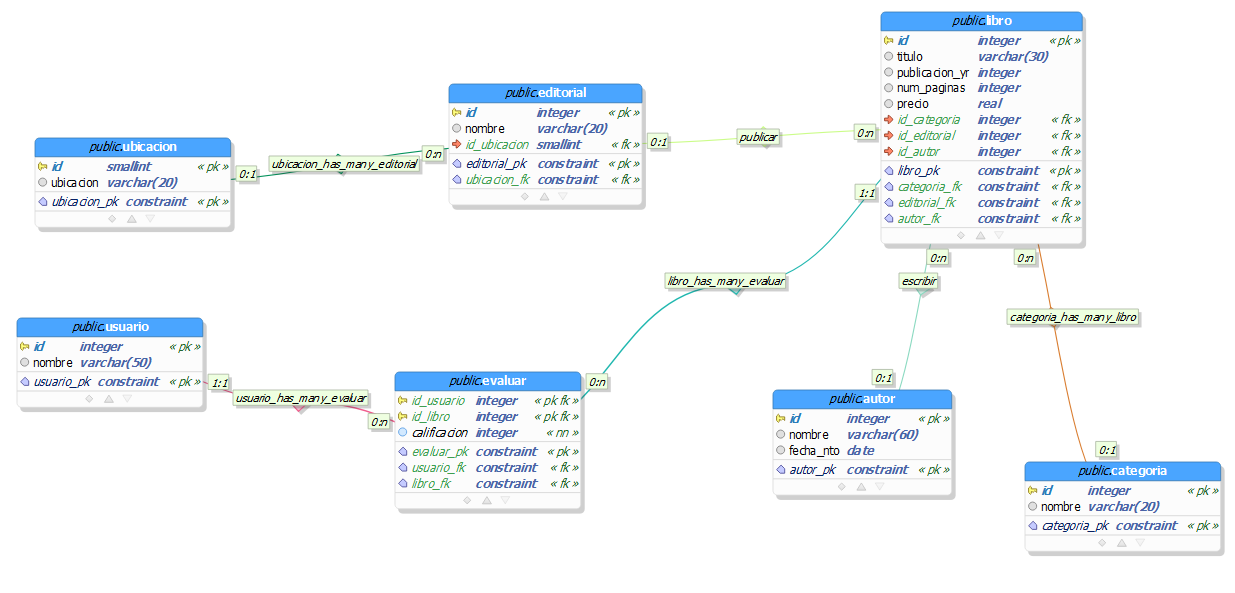 public.libro
id integer « pk »
titulo varchar(30)
publicacion_yr integer
num_paginas integer
precio real
id_categoria integer « fk »
id_editorial integer « fk »
id_autor integer « fk »
libro_pk constraint « pk »
categoria_fk constraint « fk »
editorial_fk constraint « fk »
autor_fk constraint « fk »
public.editorial
id integer « pk »
nombre varchar(20)
id_ubicacion smallint « fk »
editorial_pk constraint « pk »
ubicacion_fk constraint « fk »
0:1
publicar
0:n
public.ubicacion
id smallint « pk »
ubicacion varchar(20)
ubicacion_pk constraint « pk »
0:1
ubicacion_has_many_editorial
0:n
1:1
libro_has_many_evaluar
0:n
0:n
escribir
0:1
0:n
categoria_has_many_libro
0:1
public.usuario
id integer « pk »
nombre varchar(50)
usuario_pk constraint « pk »
1:1
usuario_has_many_evaluar
0:n
public.evaluar
id_usuario integer « pk fk »
id_libro integer « pk fk »
calificacion integer « nn »
evaluar_pk constraint « pk »
usuario_fk constraint « fk »
libro_fk constraint « fk »
public.autor
id integer « pk »
nombre varchar(60)
fecha_nto date
autor_pk constraint « pk »
public.categoria
id integer « pk »
nombre varchar(20)
categoria_pk constraint « pk »